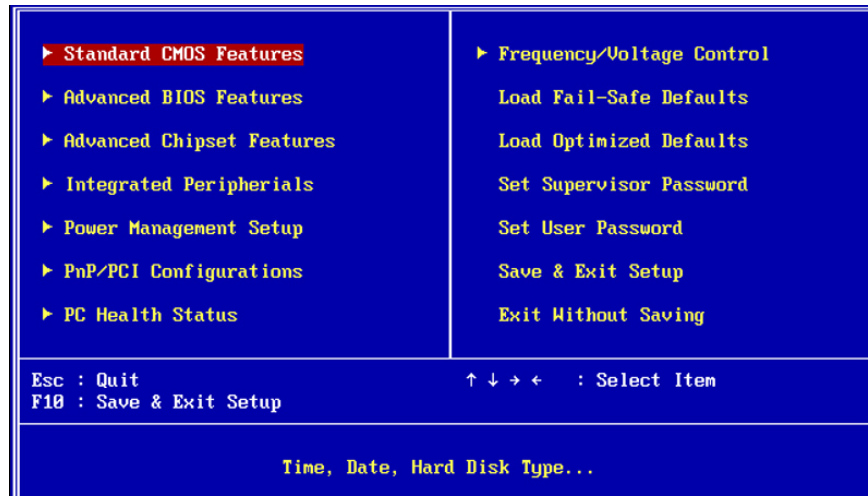 ▶ Standard CMOS Features
▶ Advanced BIOS Features
▶ Advanced Chipset Features
▶ Integrated Peripherials
▶ Power Management Setup
▶ PnP/PCI Configurations
▶ PC Health Status
▶ Frequency/Voltage Control
Load Fail-Safe Defaults
Load Optimized Defaults
Set Supervisor Password
Set User Password
Save & Exit Setup
Exit Without Saving
Esc : Quit
F10 : Save & Exit Setup
↑ ↓ → ← : Select Item
Time, Date, Hard Disk Type...